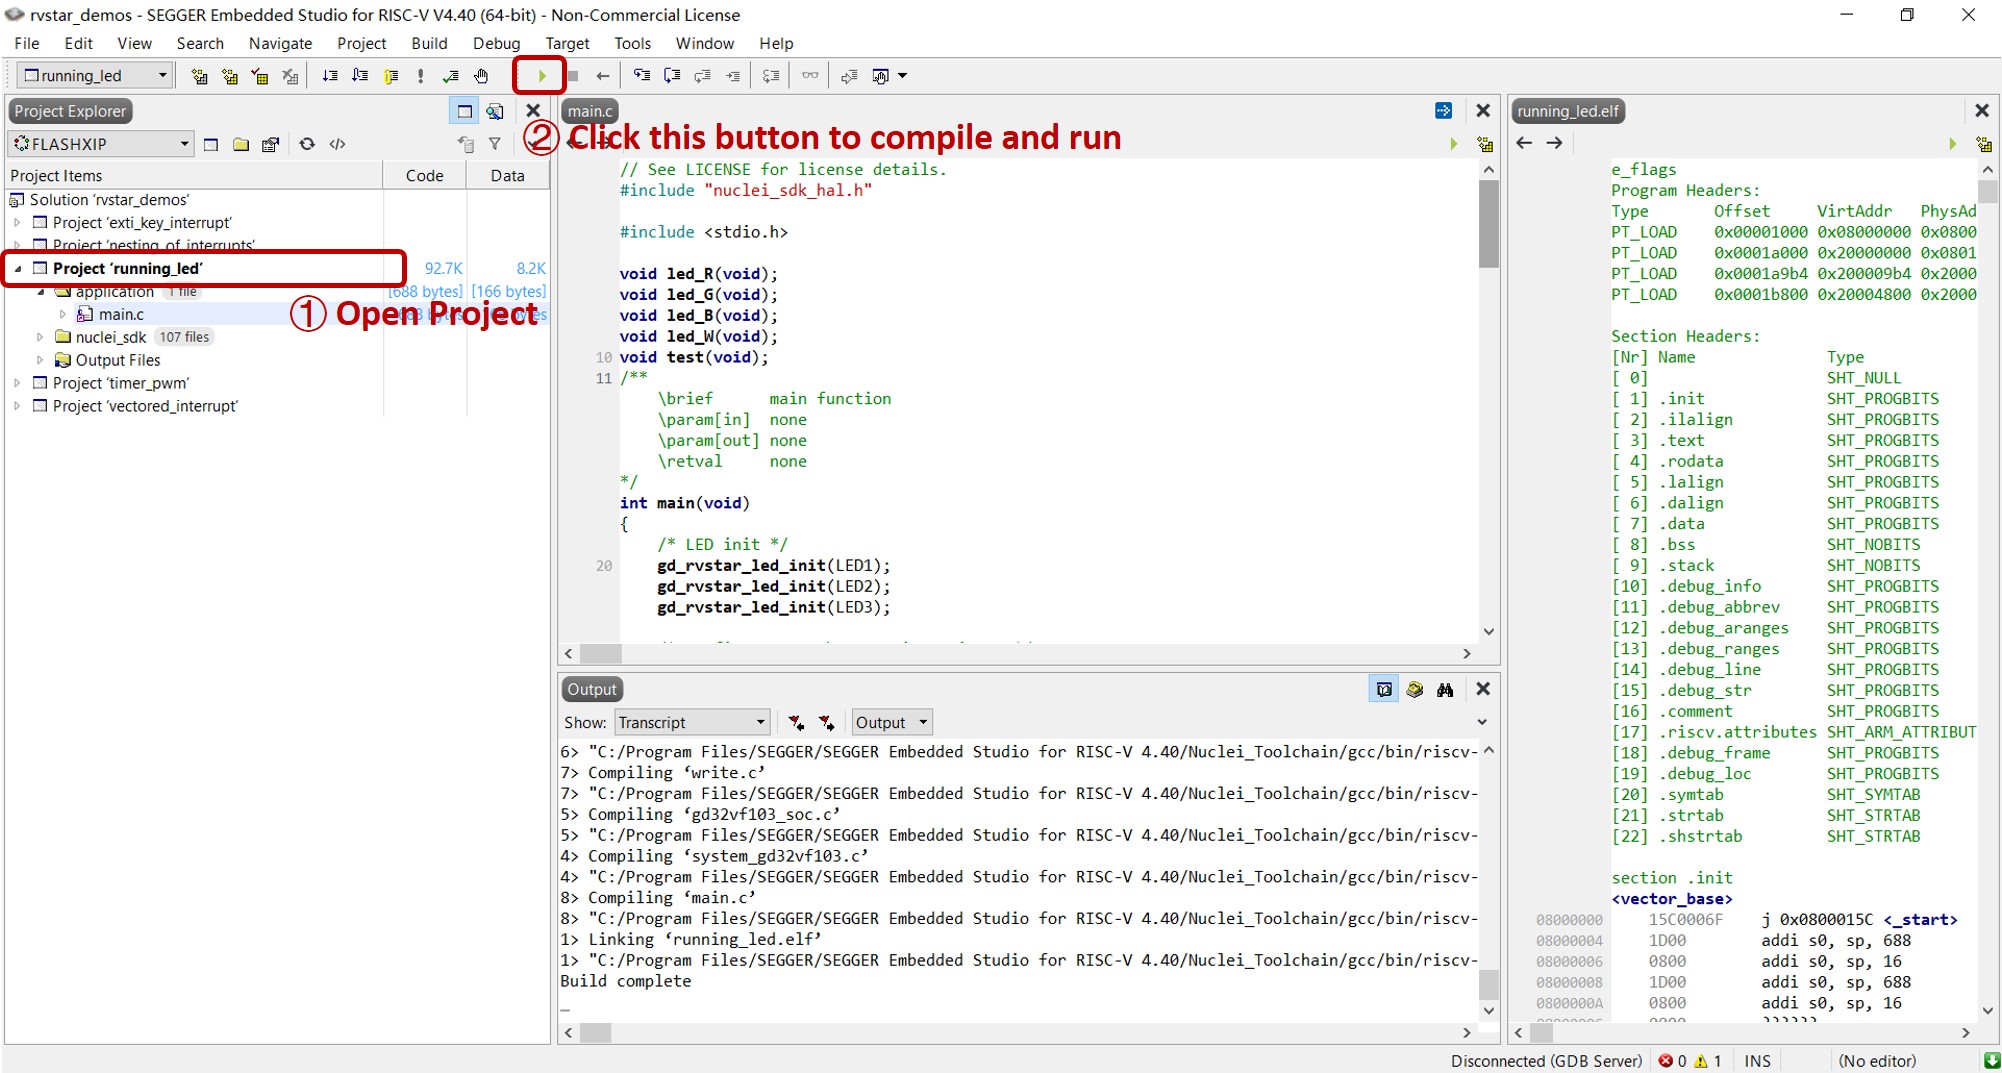 rvstar_demos - SEGGER Embedded Studio for RISC-V V4.40 (64-bit) - Non-Commercial License
File Edit View Search Navigate Project Build Debug Target Tools Window Help
running_led
Project Explorer
FLASHXIP
Project Items Code Data
Solution ‘rvstar_demos’
Project ‘exti_key_interrupt’
Project ‘nesting_of_interrupts’
Project ‘running_led’ 92.7K 8.2K
application 1 file [688 bytes] [166 bytes]
main.c
nuclei_sdk 107 files
Output Files
Project ‘timer_pwm’
Project ‘vectored_interrupt’
① Open Project
② Click this button to compile and run
main.c
// See LICENSE for license details.
#include "nuclei_sdk_hal.h"
#include <stdio.h>
void led_R(void);
void led_G(void);
void led_B(void);
void led_W(void);
10 void test(void);
11 /**
\brief main function
\param[in] none
\param[out] none
\retval none
*/
int main(void)
{
/* LED init */
20 gd_rvstar_led_init(LED1);
gd_rvstar_led_init(LED2);
gd_rvstar_led_init(LED3);
Output
Show: Transcript Output
6> "C:/Program Files/SEGGER/SEGGER Embedded Studio for RISC-V 4.40/Nuclei_Toolchain/gcc/bin/riscv-
7> Compiling ‘write.c’
7> "C:/Program Files/SEGGER/SEGGER Embedded Studio for RISC-V 4.40/Nuclei_Toolchain/gcc/bin/riscv-
5> Compiling ‘gd32vf103_soc.c’
5> "C:/Program Files/SEGGER/SEGGER Embedded Studio for RISC-V 4.40/Nuclei_Toolchain/gcc/bin/riscv-
4> Compiling ‘system_gd32vf103.c’
4> "C:/Program Files/SEGGER/SEGGER Embedded Studio for RISC-V 4.40/Nuclei_Toolchain/gcc/bin/riscv-
8> Compiling ‘main.c’
8> "C:/Program Files/SEGGER/SEGGER Embedded Studio for RISC-V 4.40/Nuclei_Toolchain/gcc/bin/riscv-
1> Linking ‘running_led.elf’
1> "C:/Program Files/SEGGER/SEGGER Embedded Studio for RISC-V 4.40/Nuclei_Toolchain/gcc/bin/riscv-
Build complete
running_led.elf
e_flags
Program Headers:
Type Offset VirtAddr PhysAd
PT_LOAD 0x00001000 0x08000000 0x0800
PT_LOAD 0x0001a000 0x20000000 0x0801
PT_LOAD 0x0001a9b4 0x200009b4 0x2000
PT_LOAD 0x0001b800 0x20004800 0x2000
Section Headers:
[Nr] Name Type
[ 0] SHT_NULL
[ 1] .init SHT_PROGBITS
[ 2] .ilalign SHT_PROGBITS
[ 3] .text SHT_PROGBITS
[ 4] .rodata SHT_PROGBITS
[ 5] .lalign SHT_PROGBITS
[ 6] .dalign SHT_PROGBITS
[ 7] .data SHT_PROGBITS
[ 8] .bss SHT_NOBITS
[ 9] .stack SHT_NOBITS
[10] .debug_info SHT_PROGBITS
[11] .debug_abbrev SHT_PROGBITS
[12] .debug_aranges SHT_PROGBITS
[13] .debug_ranges SHT_PROGBITS
[14] .debug_line SHT_PROGBITS
[15] .debug_str SHT_PROGBITS
[16] .comment SHT_PROGBITS
[17] .riscv.attributes SHT_ARM_ATTRIBUT
[18] .debug_frame SHT_PROGBITS
[19] .debug_loc SHT_PROGBITS
[20] .symtab SHT_SYMTAB
[21] .strtab SHT_STRTAB
[22] .shstrtab SHT_STRTAB
section .init
<vector_base>
08000000 15C0006F j 0x0800015C <_start>
08000004 1D00 addi s0, sp, 688
08000006 0800 addi s0, sp, 16
08000008 1D00 addi s0, sp, 688
0800000A 0800 addi s0, sp, 16
Disconnected (GDB Server) 0 1 INS (No editor)